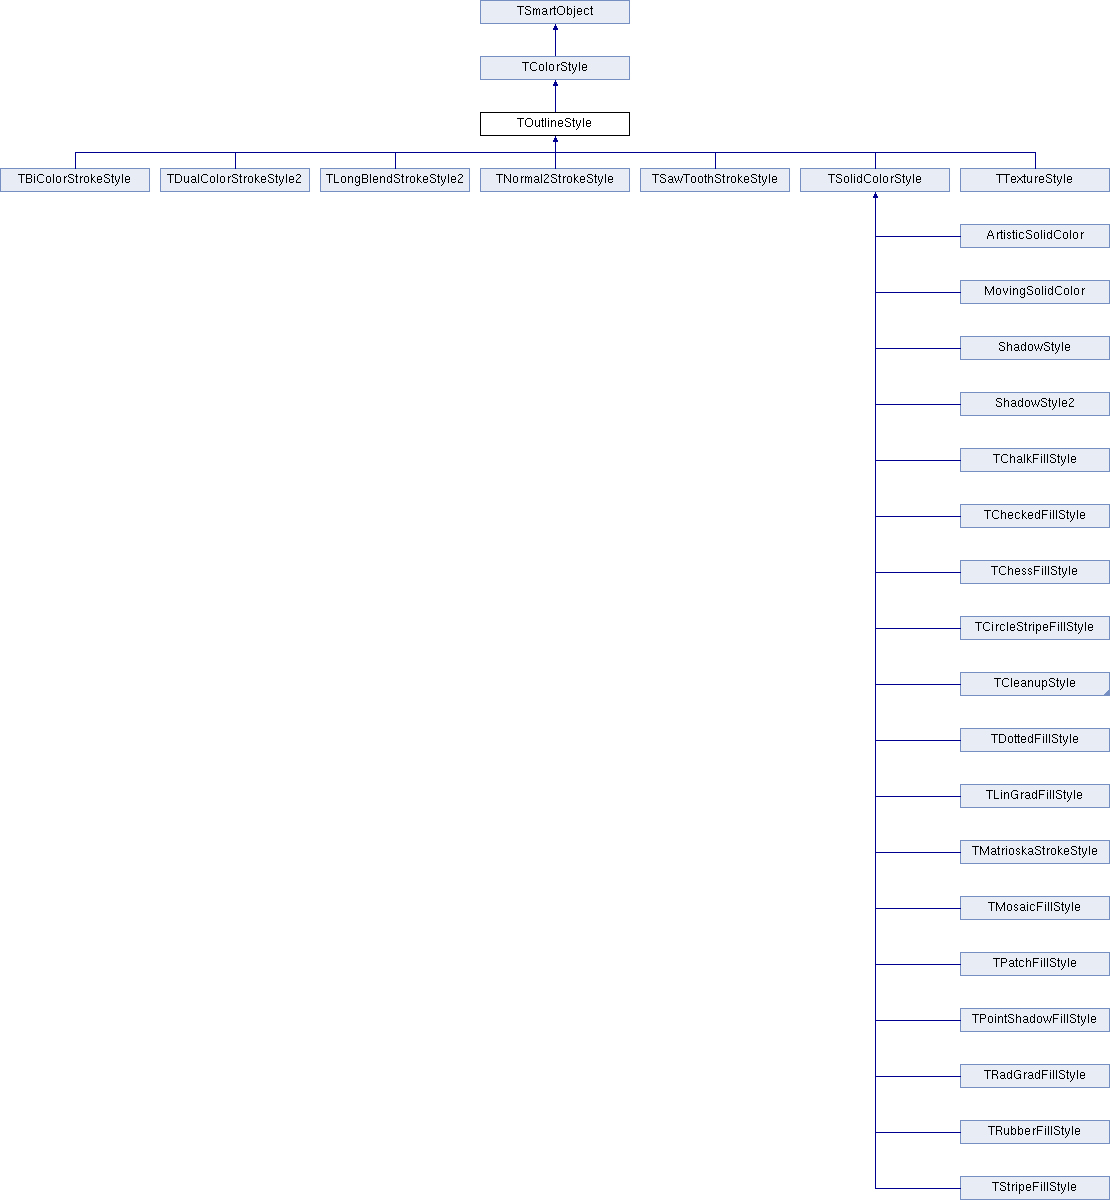 TSmartObject
TColorStyle
TOutlineStyle
TBiColorStrokeStyle
TDualColorStrokeStyle2
TLongBlendStrokeStyle2
TNormal2StrokeStyle
TSawToothStrokeStyle
TSolidColorStyle
TTextureStyle
ArtisticSolidColor
MovingSolidColor
ShadowStyle
ShadowStyle2
TChalkFillStyle
TCheckedFillStyle
TChessFillStyle
TCircleStripeFillStyle
TCleanupStyle
TDottedFillStyle
TLinGradFillStyle
TMatrioskaStrokeStyle
TMosaicFillStyle
TPatchFillStyle
TPointShadowFillStyle
TRadGradFillStyle
TRubberFillStyle
TStripeFillStyle